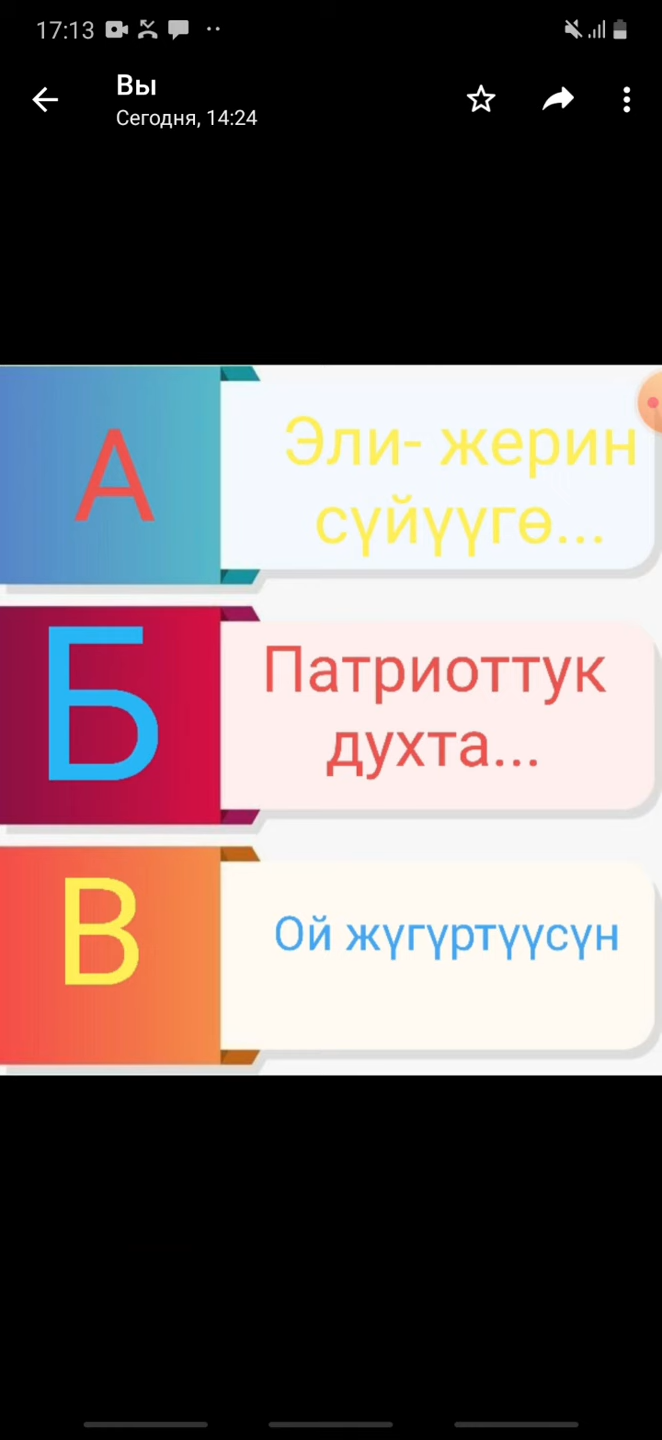 17:13
Вы
Сегодня, 14:24
А
Эли- жерин
сүйүүгө...
Б
Патриоттук
духта...
В
Ой жүгүртүүсүн